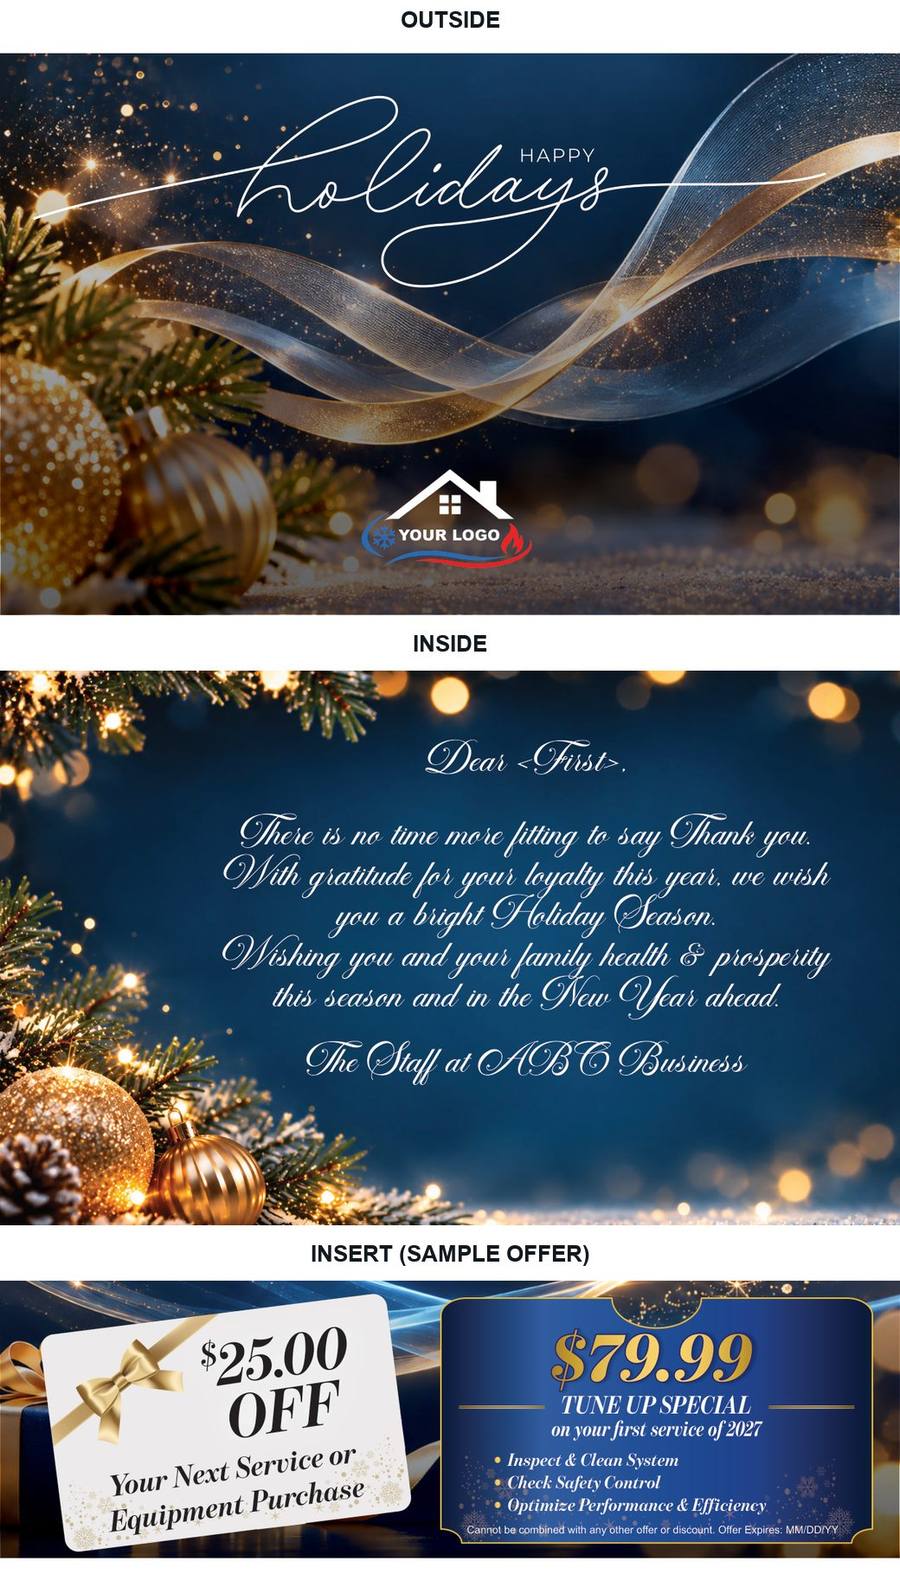 OUTSIDE
HAPPY
holidays
YOUR LOGO
INSIDE
Dear <First>,
There is no time more fitting to say Thank you.
With gratitude for your loyalty this year, we wish
you a bright Holiday Season.
Wishing you and your family health & prosperity
this season and in the New Year ahead.
The Staff at ABC Business
INSERT (SAMPLE OFFER)
$25.00
OFF
Your Next Service or
Equipment Purchase
$79.99
TUNE UP SPECIAL
on your first service of 2027
• Inspect & Clean System
• Check Safety Control
• Optimize Performance & Efficiency
Cannot be combined with any other offer or discount. Offer Expires: MM/DD/YY